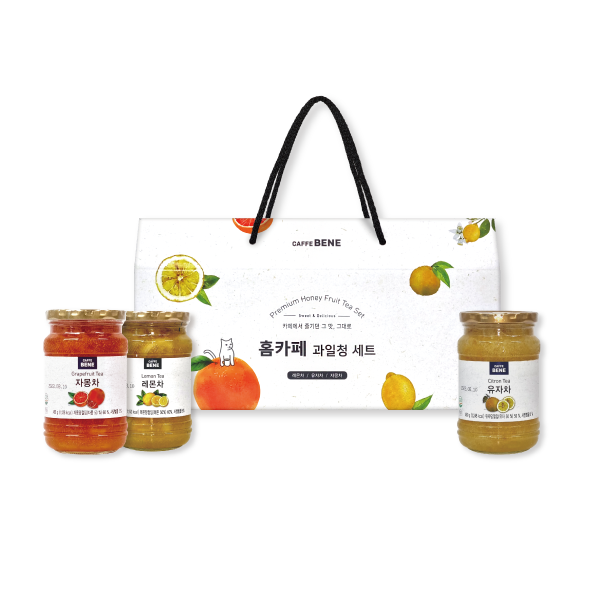 CAFFE BENE
Premium Honey Fruit Tea Set
Sweet & Delicious
카페에서 즐기던 그 맛, 그대로
홈카페 과일청 세트
레몬차 / 유자차 / 자몽차
CAFFE
BENE
Grapefruit Tea
자몽차
CAFFE
BENE
Lemon Tea
레몬차
CAFFE
BENE
Citron Tea
유자차